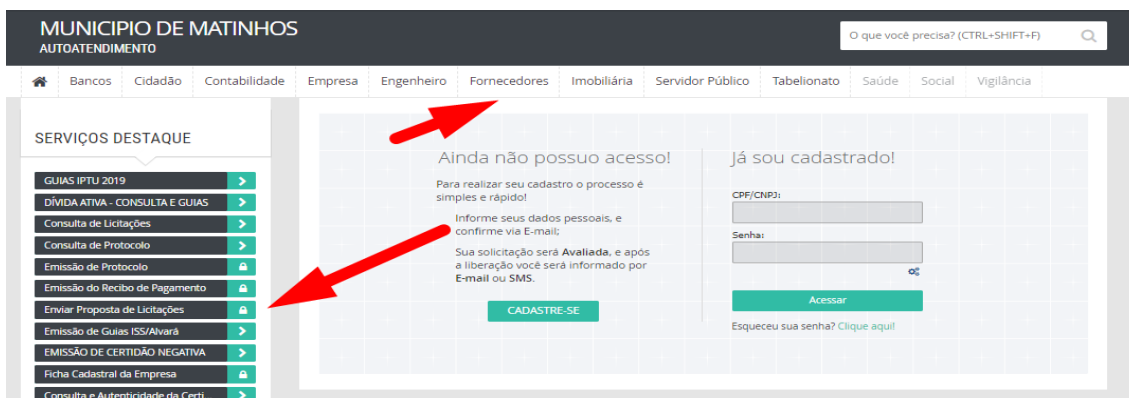 MUNICIPIO DE MATINHOS
AUTOATENDIMENTO
O que você precisa? (CTRL+SHIFT+F)
Bancos Cidadão Contabilidade Empresa Engenheiro Fornecedores Imobiliária Servidor Público Tabelionato Saúde Social Vigilância
SERVIÇOS DESTAQUE
GUIAS IPTU 2019
DÍVIDA ATIVA - CONSULTA E GUIAS
Consulta de Licitações
Consulta de Protocolo
Emissão de Protocolo
Emissão do Recibo de Pagamento
Enviar Proposta de Licitações
Emissão de Guias ISS/Alvará
EMISSÃO DE CERTIDÃO NEGATIVA
Ficha Cadastral da Empresa
Consulta e Autenticidade da Certi...
Ainda não possuo acesso!
Para realizar seu cadastro o processo é
simples e rápido!
Informe seus dados pessoais, e
confirme via E-mail;
Sua solicitação será Avaliada, e após
a liberação você será informado por
E-mail ou SMS.
CADASTRE-SE
Já sou cadastrado!
CPF/CNPJ:
Senha:
Acessar
Esqueceu sua senha? Clique aqui!